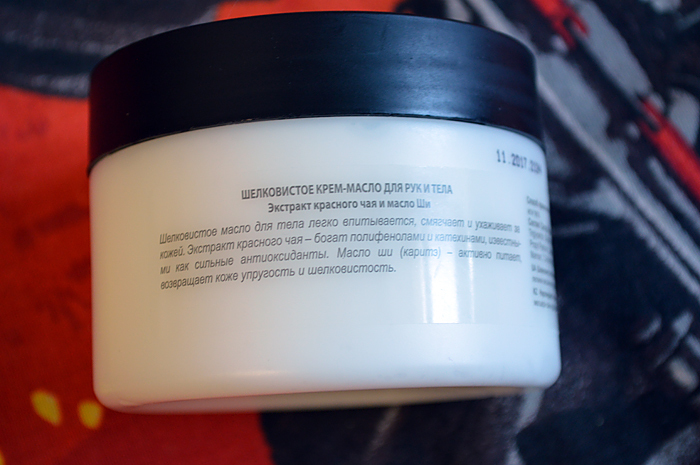 11 2017
ШЕЛКОВИСТОЕ КРЕМ-МАСЛО ДЛЯ РУК И ТЕЛА
Экстракт красного чая и масло Ши
Шелковистое масло для тела легко впитывается, смягчает и ухаживает за
кожей. Экстракт красного чая – богат полифенолами и катехинами, известны-
ми как сильные антиоксиданты. Масло ши (каритэ) – активно питает,
возвращает коже упругость и шелковистость.